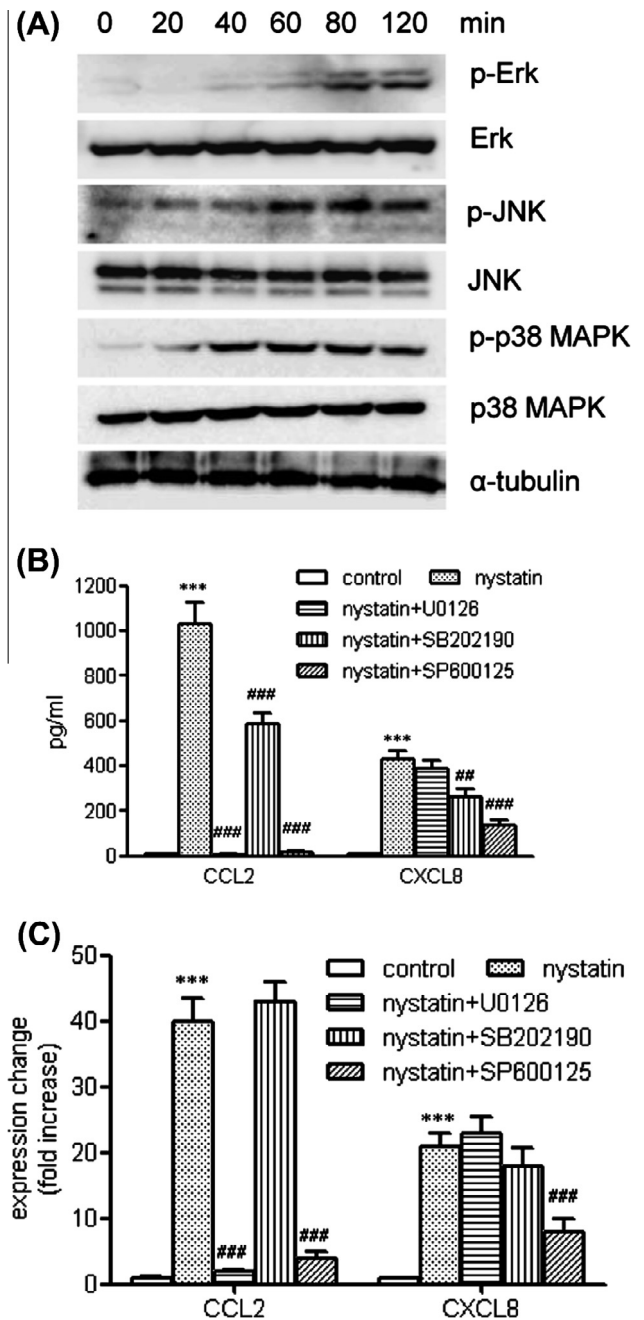 (A) 0 20 40 60 80 120 min
p-Erk
Erk
p-JNK
JNK
p-p38 MAPK
p38 MAPK
α-tubulin
(B)
control nystatin
nystatin+U0126
nystatin+SB202190
nystatin+SP600125
pg/ml
1200
1000
800
600
400
200
0
*** ### ### ###
*** ## ###
CCL2 CXCL8
(C)
control nystatin
nystatin+U0126
nystatin+SB202190
nystatin+SP600125
expression change
(fold increase)
50
40
30
20
10
0
*** ### ###
*** ###
CCL2 CXCL8